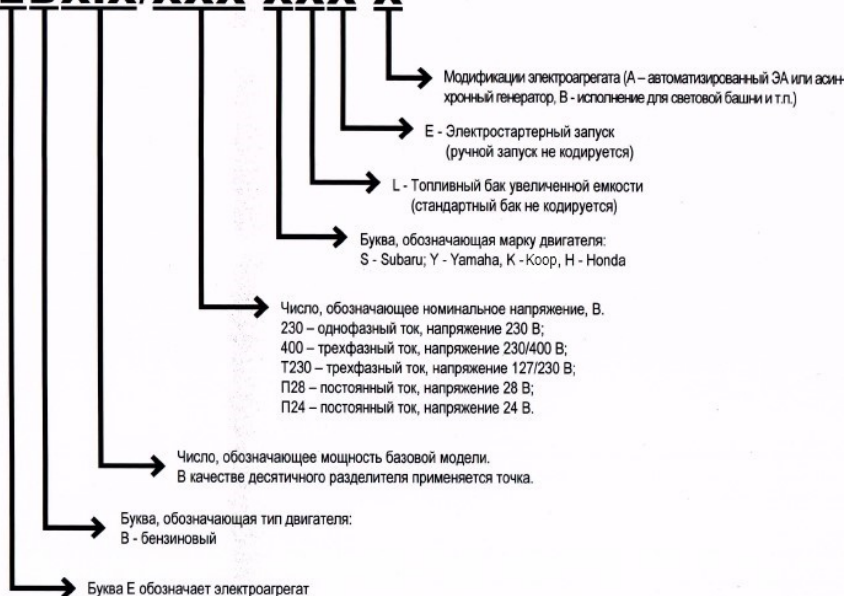 Модификации электроагрегата (А – автоматизированный ЭА или асин-
хронный генератор, В - исполнение для световой башни и т.п.)
Е - Электростартерный запуск
(ручной запуск не кодируется)
L - Топливный бак увеличенной емкости
(стандартный бак не кодируется)
Буква, обозначающая марку двигателя:
S - Subaru; Y - Yamaha, K - Koop, H - Honda
Число, обозначающее номинальное напряжение, В.
230 – однофазный ток, напряжение 230 В;
400 – трехфазный ток, напряжение 230/400 В;
Т230 – трехфазный ток, напряжение 127/230 В;
П28 – постоянный ток, напряжение 28 В;
П24 – постоянный ток, напряжение 24 В.
Число, обозначающее мощность базовой модели.
В качестве десятичного разделителя применяется точка.
Буква, обозначающая тип двигателя:
В - бензиновый
Буква Е обозначает электроагрегат